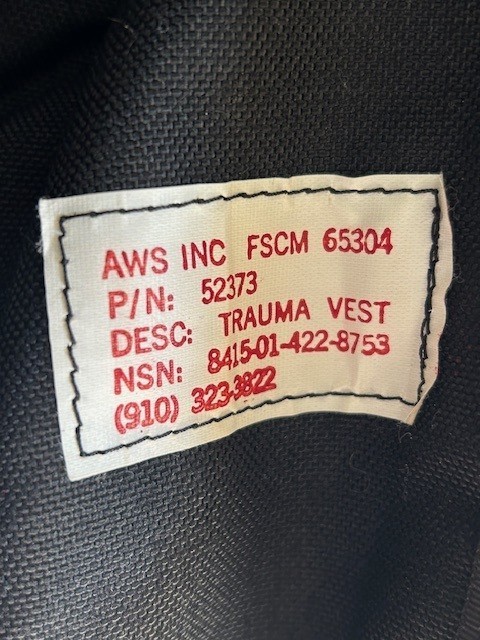 AWS INC FSCM 65304
P/N: 52373
DESC: TRAUMA VEST
NSN: 8415-01-422-8753
(910) 323-3822